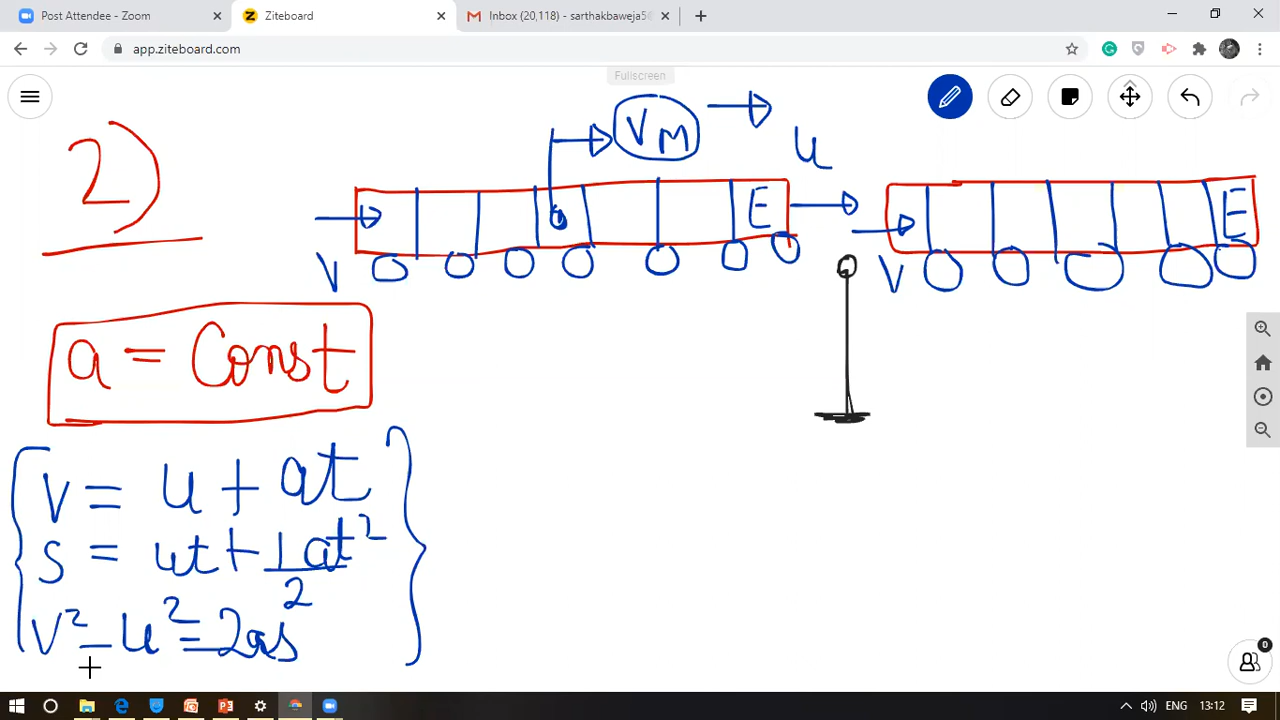 Post Attendee - Zoom
Ziteboard
Inbox (20,118) - sarthakbaweja5
app.ziteboard.com
Fullscreen
2)
VM
u
E
V
E
V
a = Const
V = u + at
S = ut + 1/2 at²
V² - u² = 2as
0
ENG
13:12